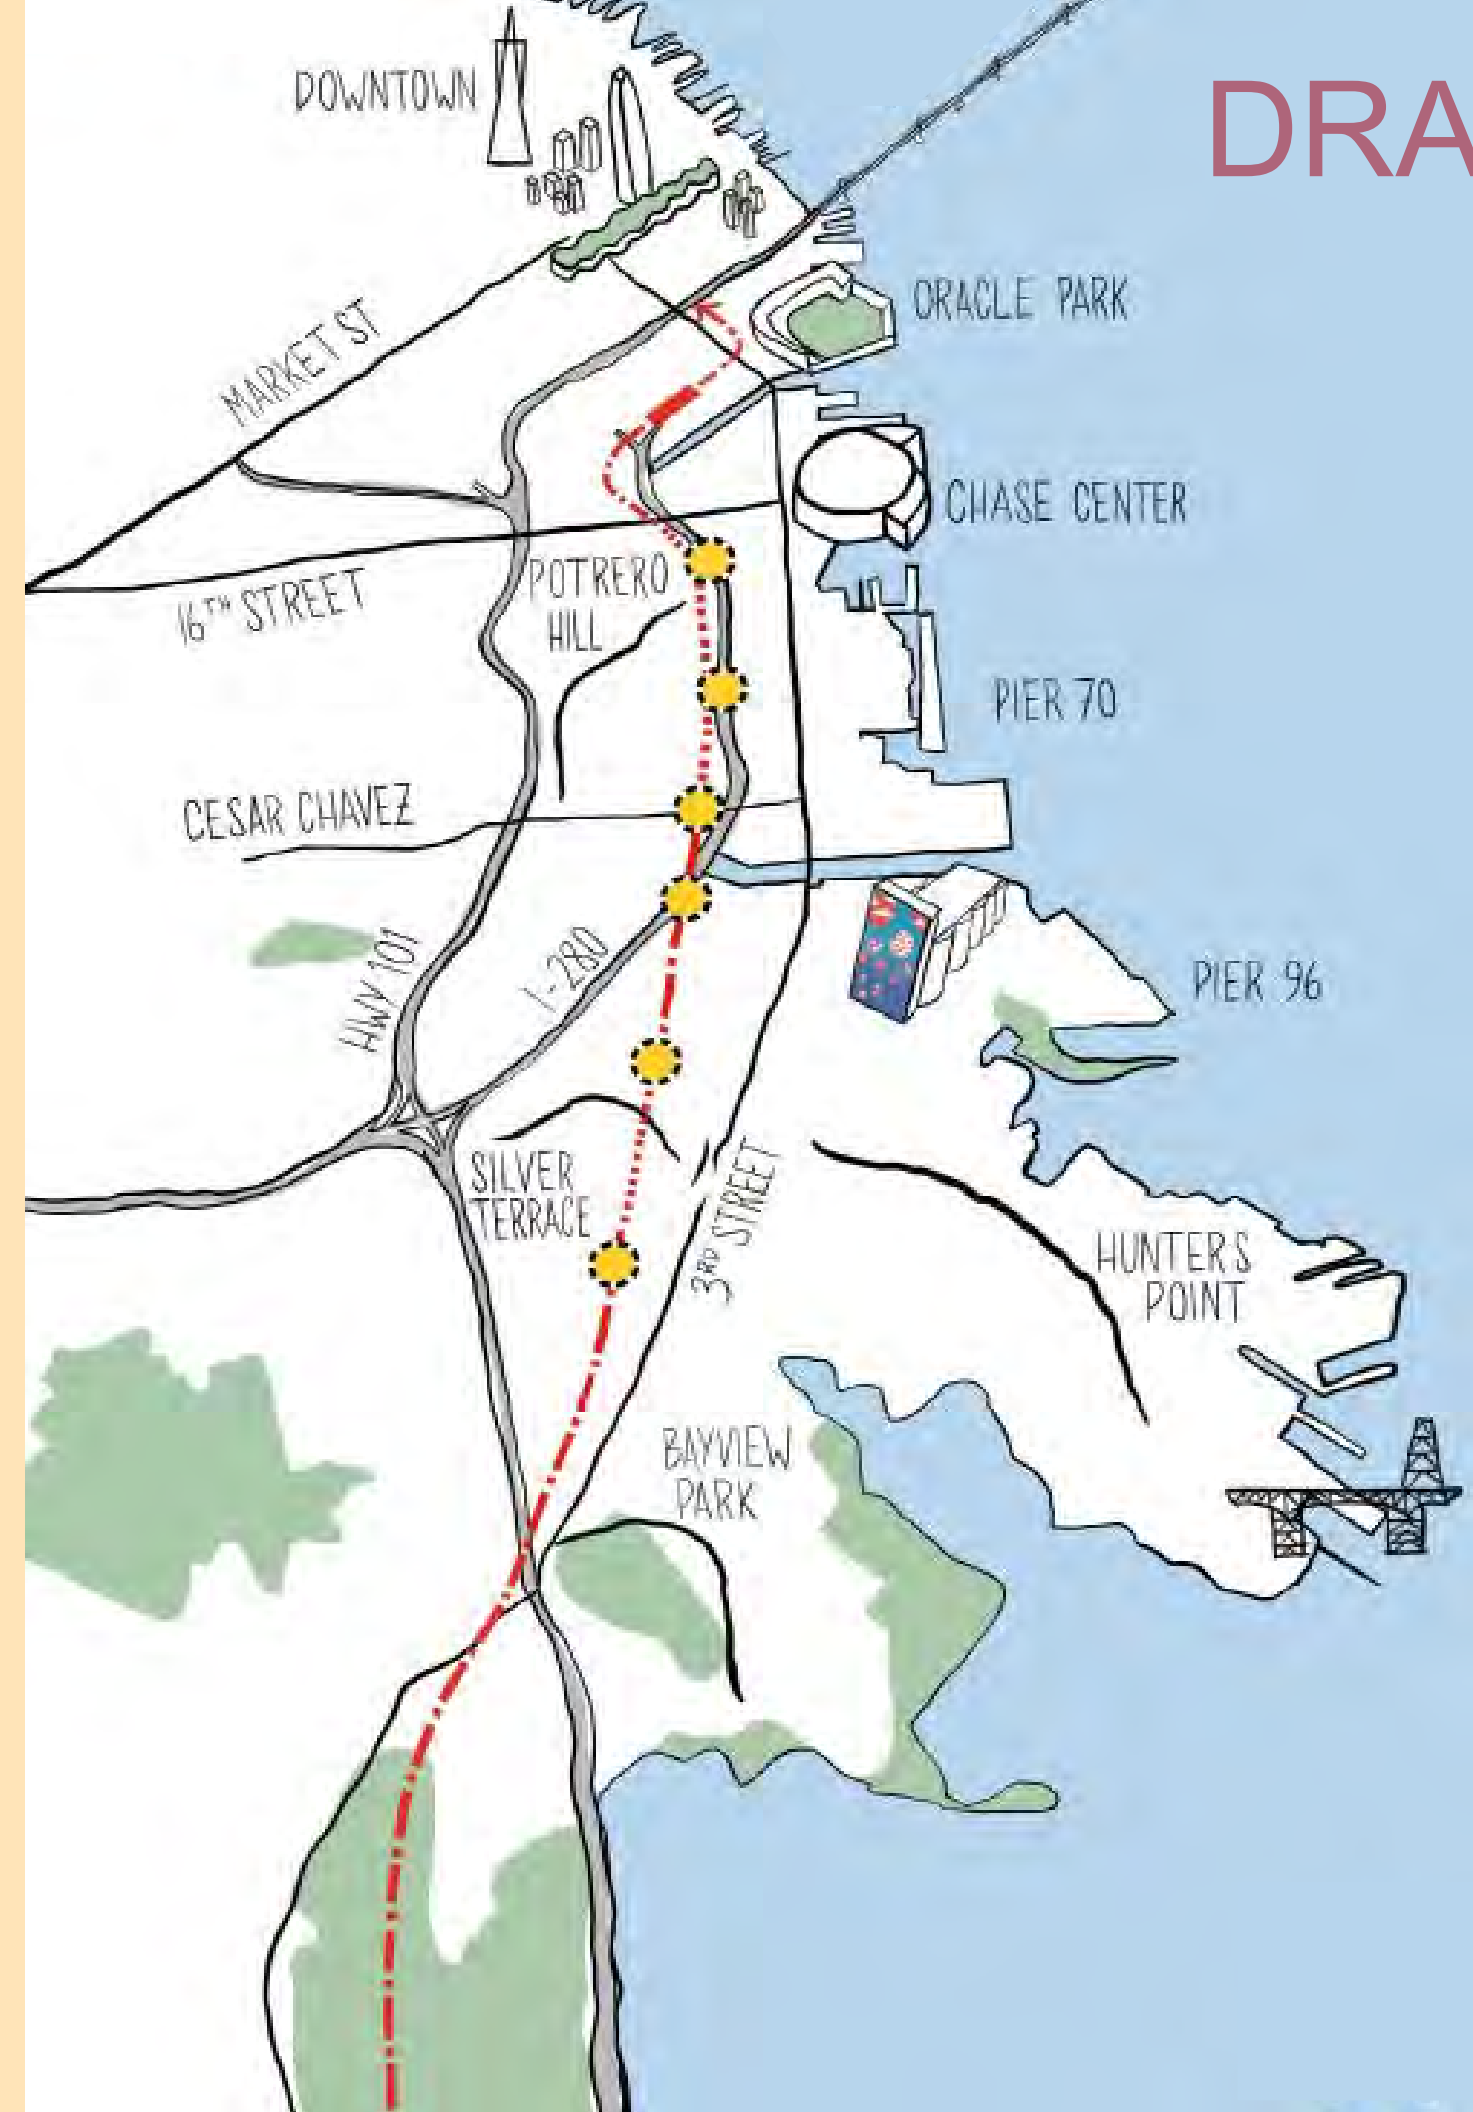 DOWNTOWN
DRA
ORACLE PARK
MARKET ST
CHASE CENTER
16TH STREET
POTRERO
HILL
PIER 70
CESAR CHAVEZ
HWY 101
I-280
PIER 96
SILVER
TERRACE
3RD STREET
HUNTERS
POINT
BAYVIEW
PARK